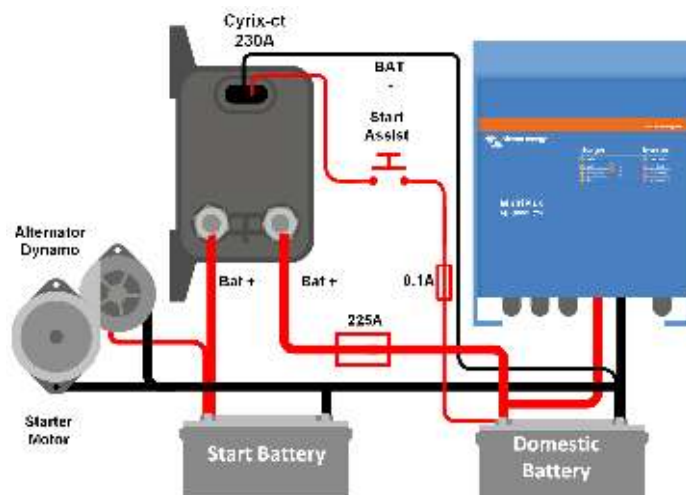 Cyrix-ct
230A
BAT
-
Start
Assist
Alternator
Dynamo
Bat +
Bat +
0.1A
225A
Starter
Motor
Start Battery
Domestic
Battery